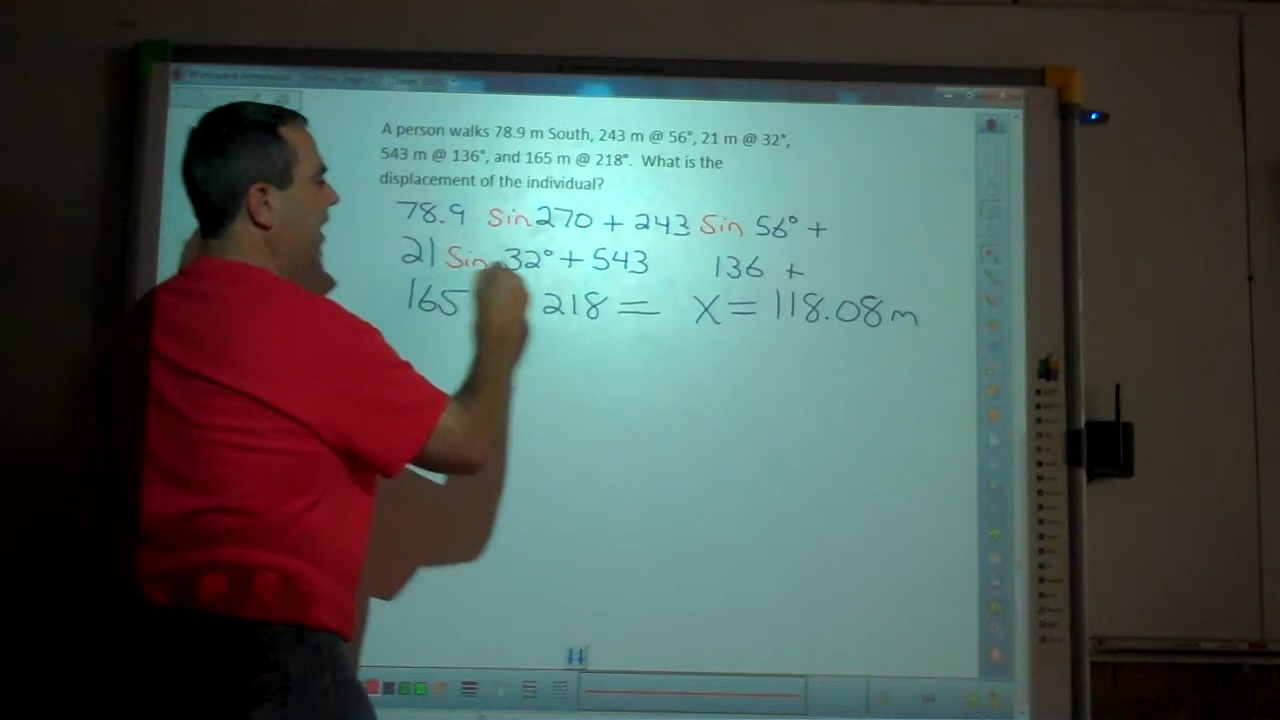 A person walks 78.9 m South, 243 m @ 56°, 21 m @ 32°,
543 m @ 136°, and 165 m @ 218°. What is the
displacement of the individual?
78.9 sin 270 + 243 Sin 56° +
21 Sin 32° + 543 136 +
165 218 = X = 118.08m